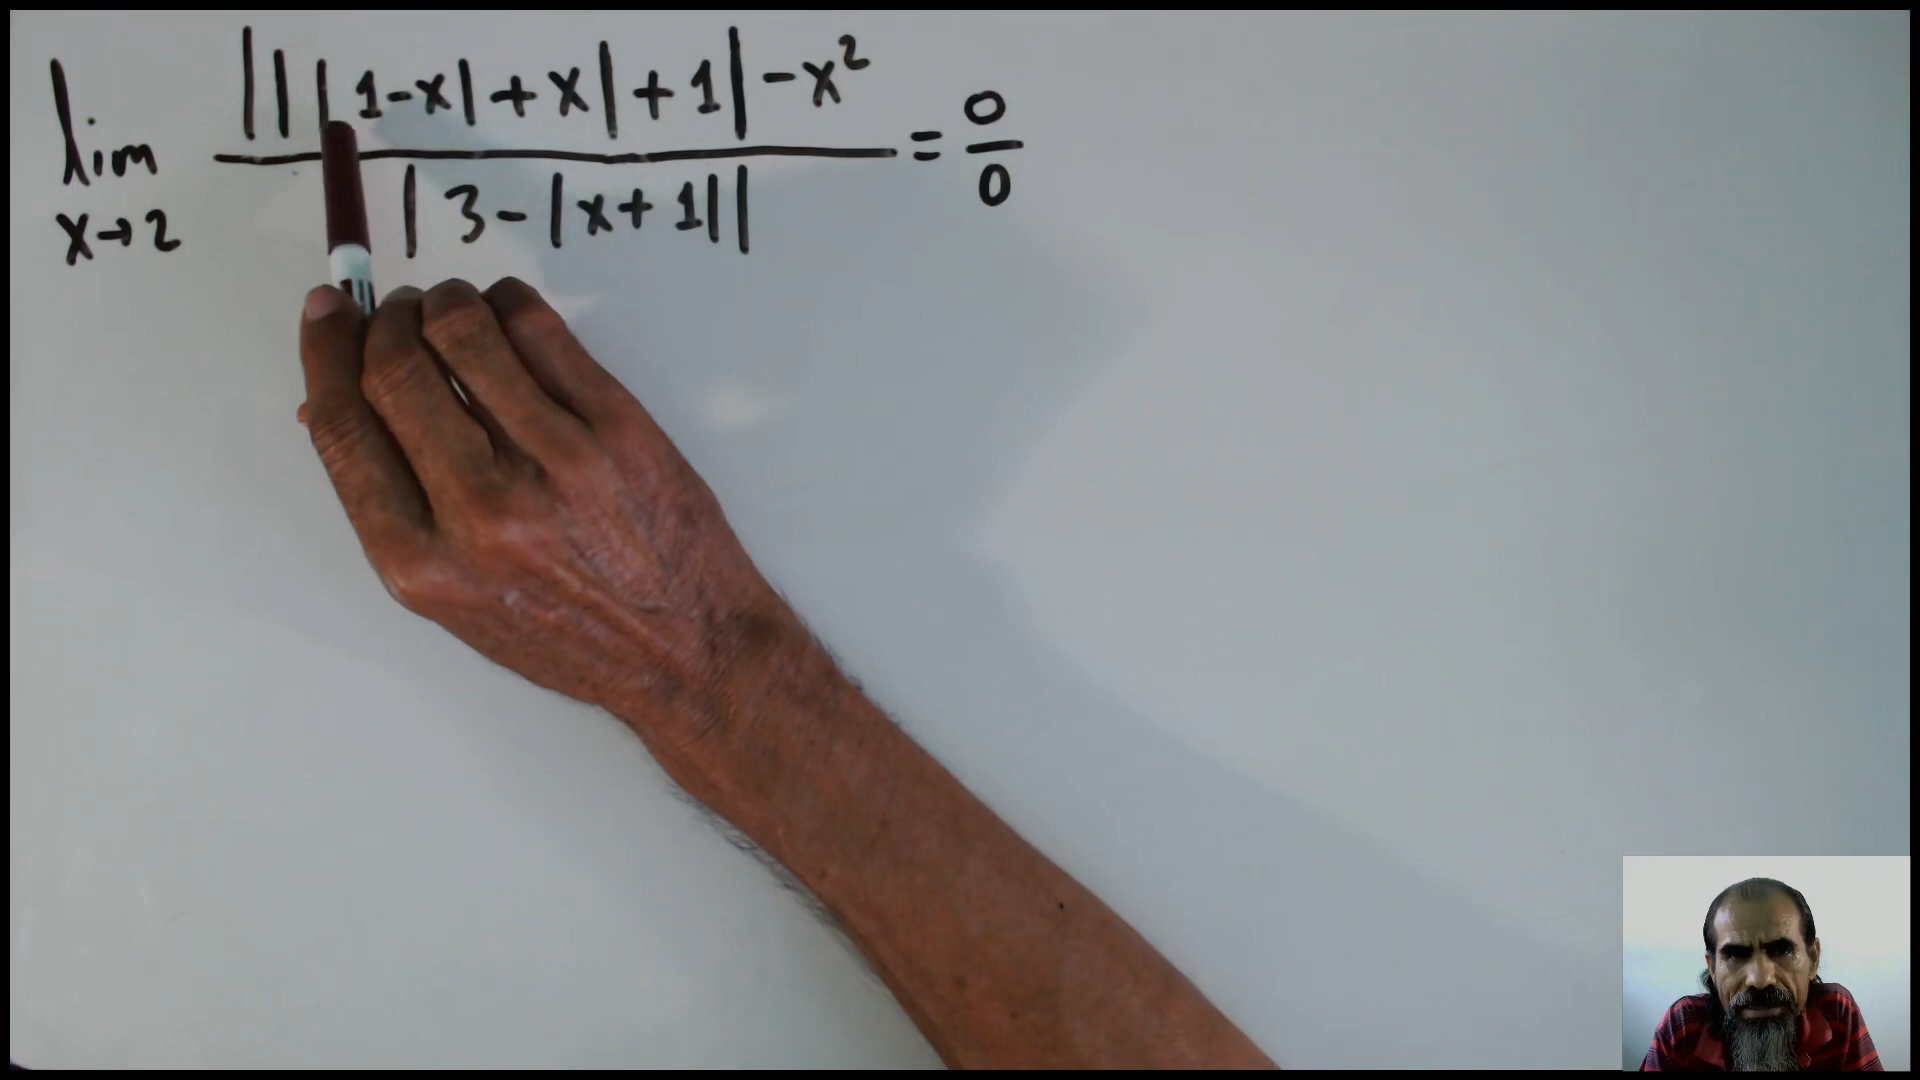 lim x→2 |||1-x|+x|+1|-x² / |3-|x+1|| = 0/0